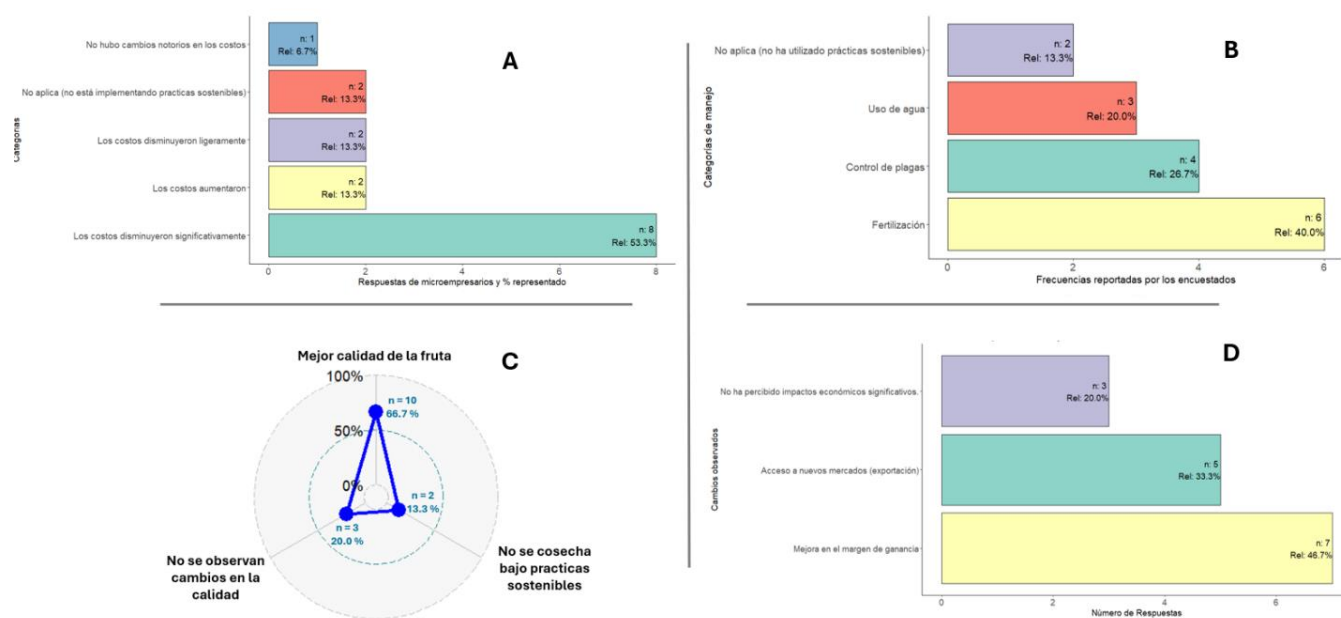 A
Categorias
No hubo cambios notorios en los costos
n: 1
Rel: 6.7%
No aplica (no está implementando practicas sostenibles)
n: 2
Rel: 13.3%
Los costos disminuyeron ligeramente
n: 2
Rel: 13.3%
Los costos aumentaron
n: 2
Rel: 13.3%
Los costos disminuyeron significativamente
n: 8
Rel: 53.3%
0 2 4 6 8
Respuestas de microempresarios y % representado
B
Categorías de manejo
No aplica (no ha utilizado prácticas sostenibles)
n: 2
Rel: 13.3%
Uso de agua
n: 3
Rel: 20.0%
Control de plagas
n: 4
Rel: 26.7%
Fertilización
n: 6
Rel: 40.0%
0 2 4 6
Frecuencias reportadas por los encuestados
C
Mejor calidad de la fruta
100%
50%
0%
n = 10
66.7 %
n = 2
13.3 %
n = 3
20.0 %
No se observan
cambios en la
calidad
No se cosecha
bajo practicas
sostenibles
D
Cambios observados
No ha percibido impactos económicos significativos.
n: 3
Rel: 20.0%
Acceso a nuevos mercados (exportación)
n: 5
Rel: 33.3%
Mejora en el margen de ganancia
n: 7
Rel: 46.7%
0 2 4 6
Número de Respuestas